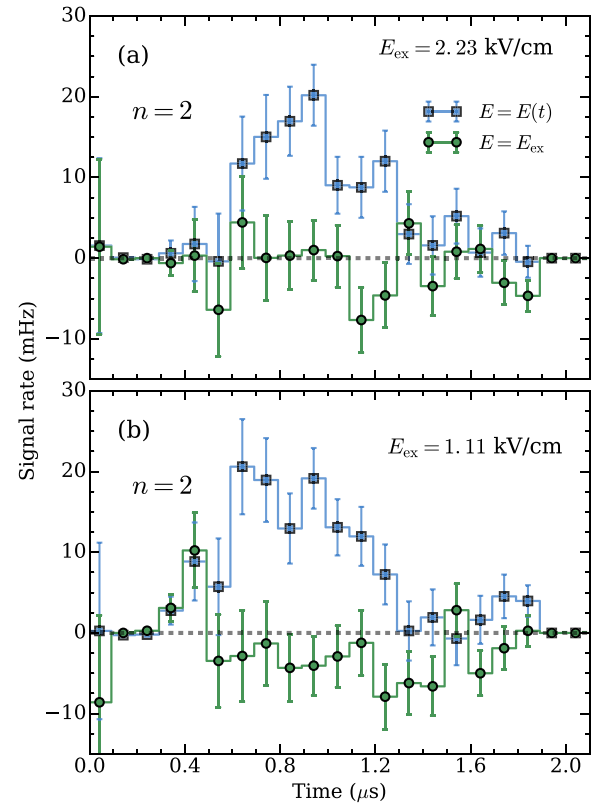 (a)
E_ex = 2.23 kV/cm
n = 2
E = E(t)
E = E_ex
30
20
10
0
−10
Signal rate (mHz)
(b)
E_ex = 1.11 kV/cm
n = 2
30
20
10
0
−10
0.0 0.4 0.8 1.2 1.6 2.0
Time (μs)